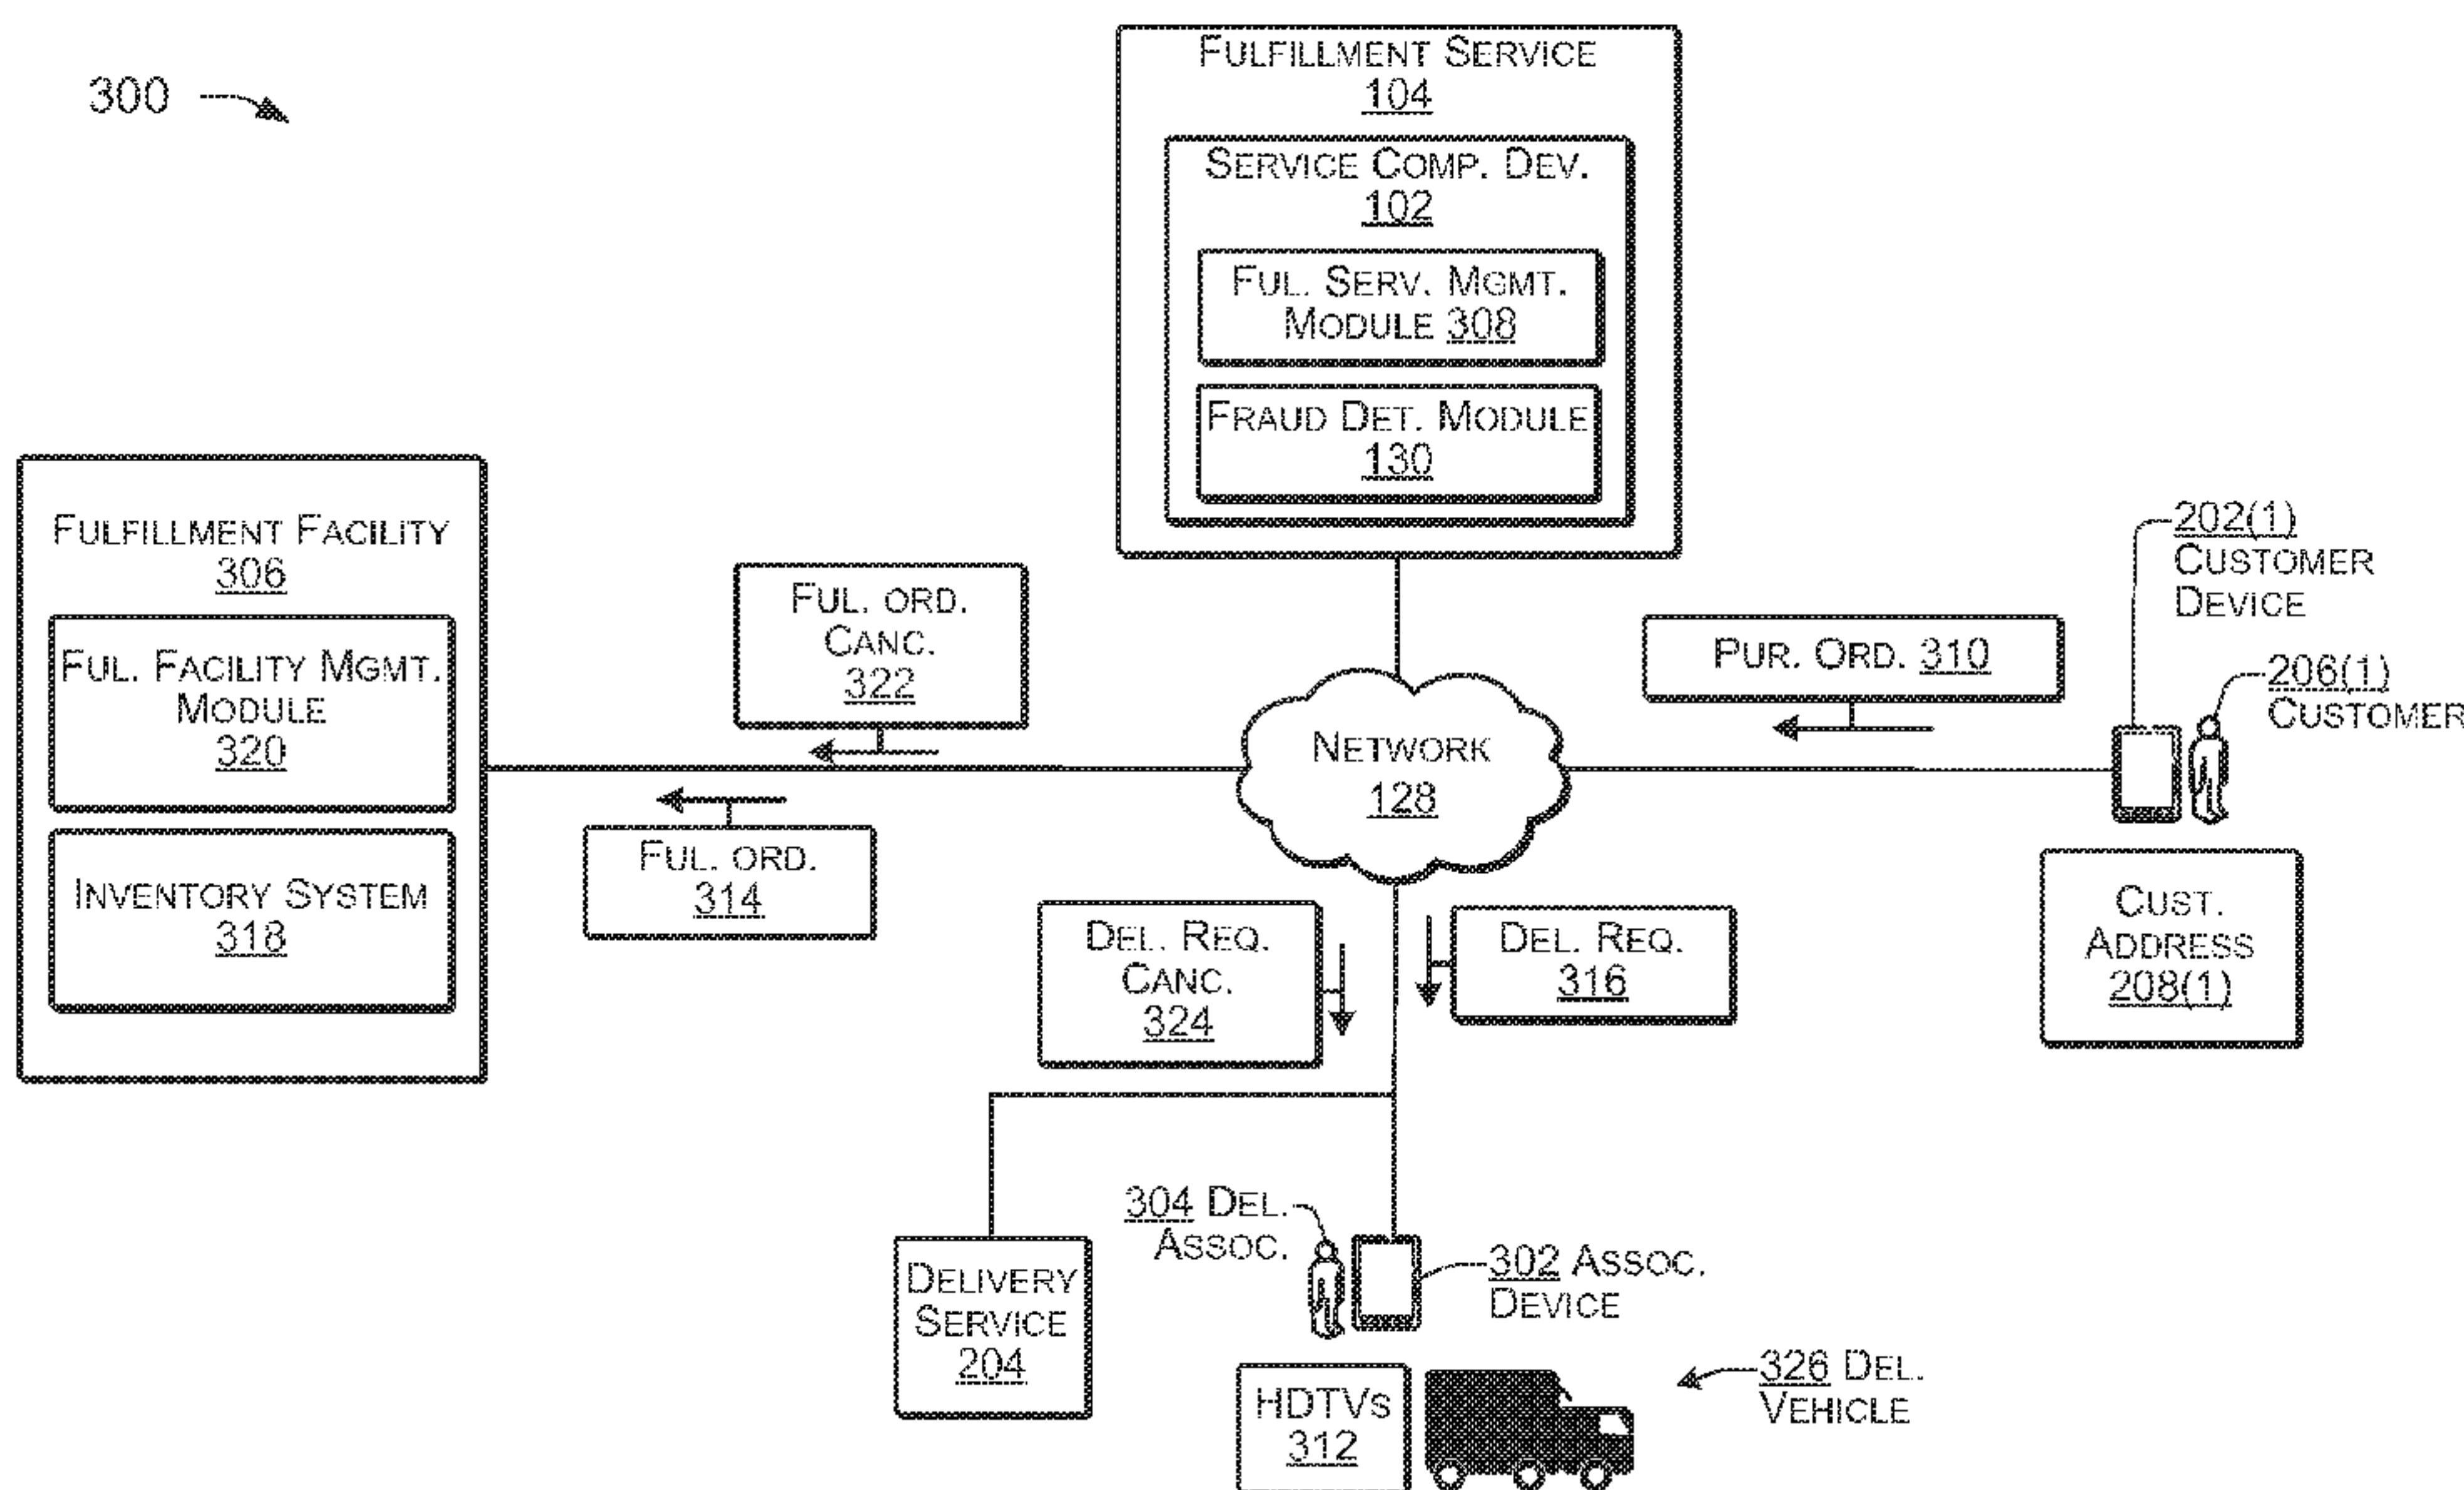 300
FULFILLMENT SERVICE
104
SERVICE COMP. DEV.
102
FUL. SERV. MGMT.
MODULE 308
FRAUD DET. MODULE
130
FULFILLMENT FACILITY
306
FUL. FACILITY MGMT.
MODULE
320
INVENTORY SYSTEM
318
FUL. ORD.
CANC.
322
FUL. ORD.
314
NETWORK
128
PUR. ORD. 310
202(1)
CUSTOMER
DEVICE
206(1)
CUSTOMER
CUST.
ADDRESS
208(1)
DEL. REQ.
CANC.
324
DEL. REQ.
316
DELIVERY
SERVICE
204
304 DEL.
ASSOC.
302 ASSOC.
DEVICE
HDTVS
312
326 DEL.
VEHICLE